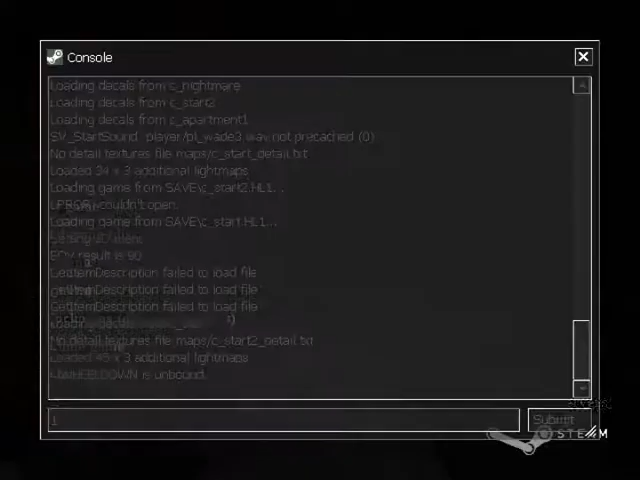 Console
Loading decals from c_nightmare
Loading decals from c_start2
Loading decals from c_apartment1
SV_StartSound: player/pl_wade3.wav not precached (0)
No detail textures file maps/c_start_detail.txt
Loaded 34 x 3 additional lightmaps
Loading game from SAVE\c_start2.HL1...
couldn't open.
Loading game from SAVE\c_start.HL1...
FOV result is 90
GetItemDescription failed to load file
GetItemDescription failed to load file
GetItemDescription failed to load file
No detail textures file maps/c_start2_detail.txt
Loaded 45 x 3 additional lightmaps
is unbound.
1
Submit
STEAM